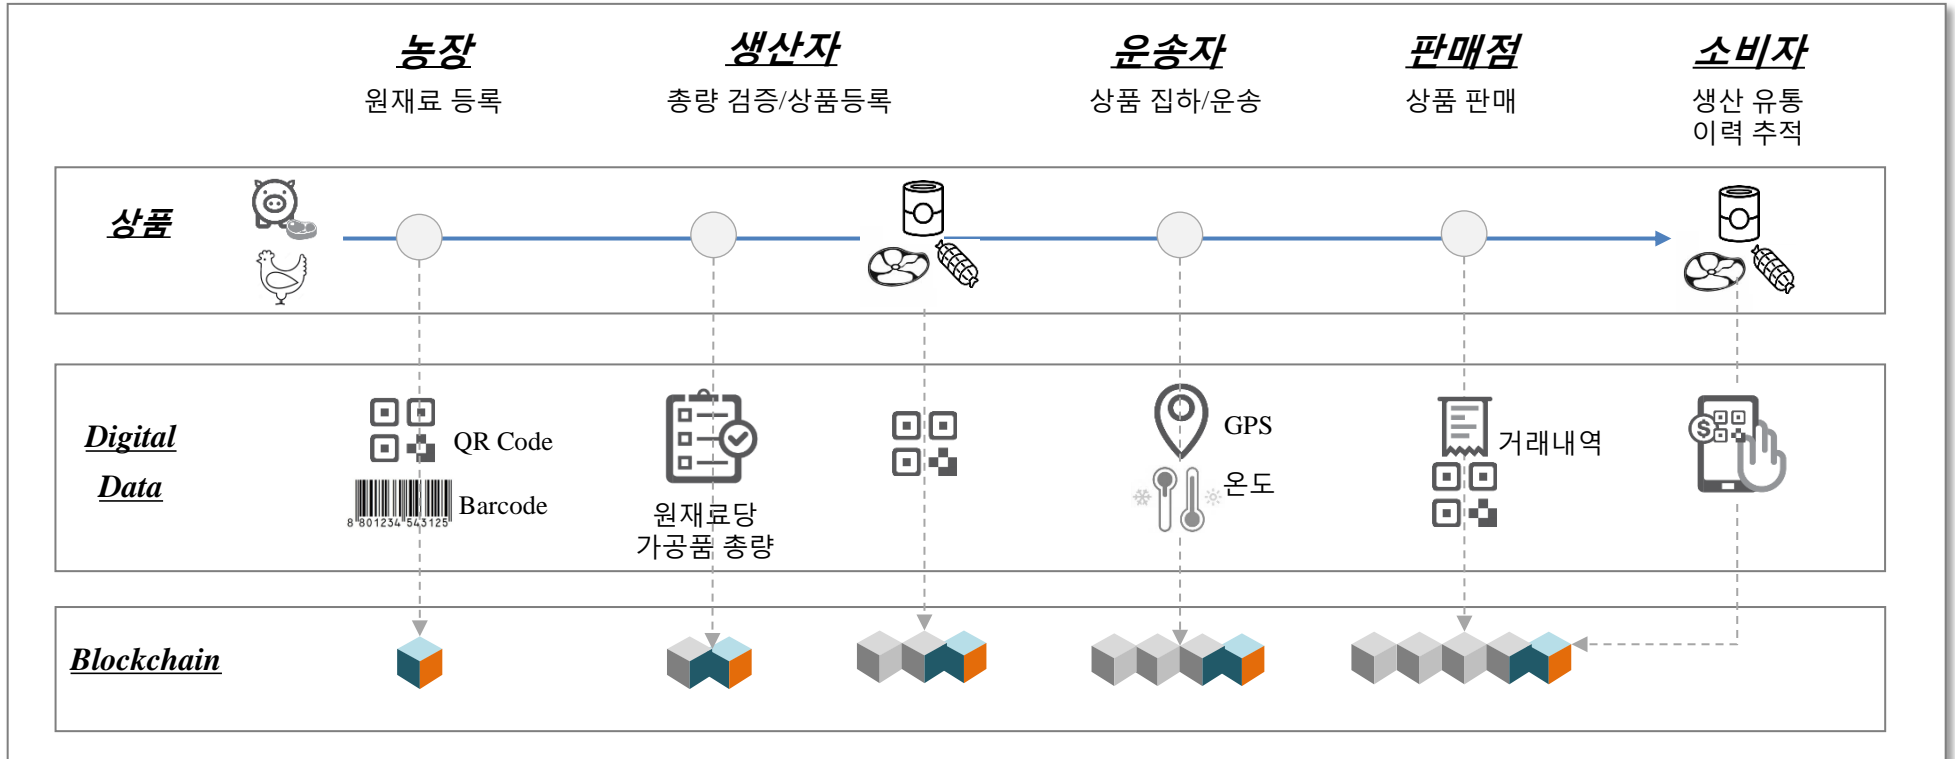 농장
생산자
운송자
판매점
소비자
원재료 등록
총량 검증/상품등록
상품 집하/운송
상품 판매
생산 유통
이력 추적
상품
Digital
Data
QR Code
Barcode
8 801234 543125
원재료당
가공품 총량
GPS
온도
거래내역
$
Blockchain